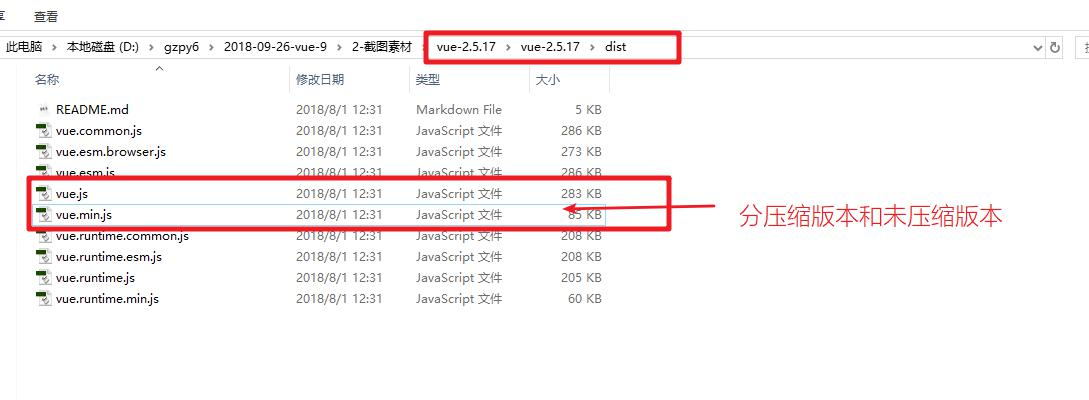 查看
此电脑 > 本地磁盘 (D:) > gzpy6 > 2018-09-26-vue-9 > 2-截图素材 > vue-2.5.17 > vue-2.5.17 > dist
名称 修改日期 类型 大小
README.md 2018/8/1 12:31 Markdown File 5 KB
vue.common.js 2018/8/1 12:31 JavaScript 文件 286 KB
vue.esm.browser.js 2018/8/1 12:31 JavaScript 文件 273 KB
vue.esm.js 2018/8/1 12:31 JavaScript 文件 286 KB
vue.js 2018/8/1 12:31 JavaScript 文件 283 KB
vue.min.js 2018/8/1 12:31 JavaScript 文件 85 KB
分压缩版本和未压缩版本
vue.runtime.common.js 2018/8/1 12:31 JavaScript 文件 208 KB
vue.runtime.esm.js 2018/8/1 12:31 JavaScript 文件 208 KB
vue.runtime.js 2018/8/1 12:31 JavaScript 文件 205 KB
vue.runtime.min.js 2018/8/1 12:31 JavaScript 文件 60 KB